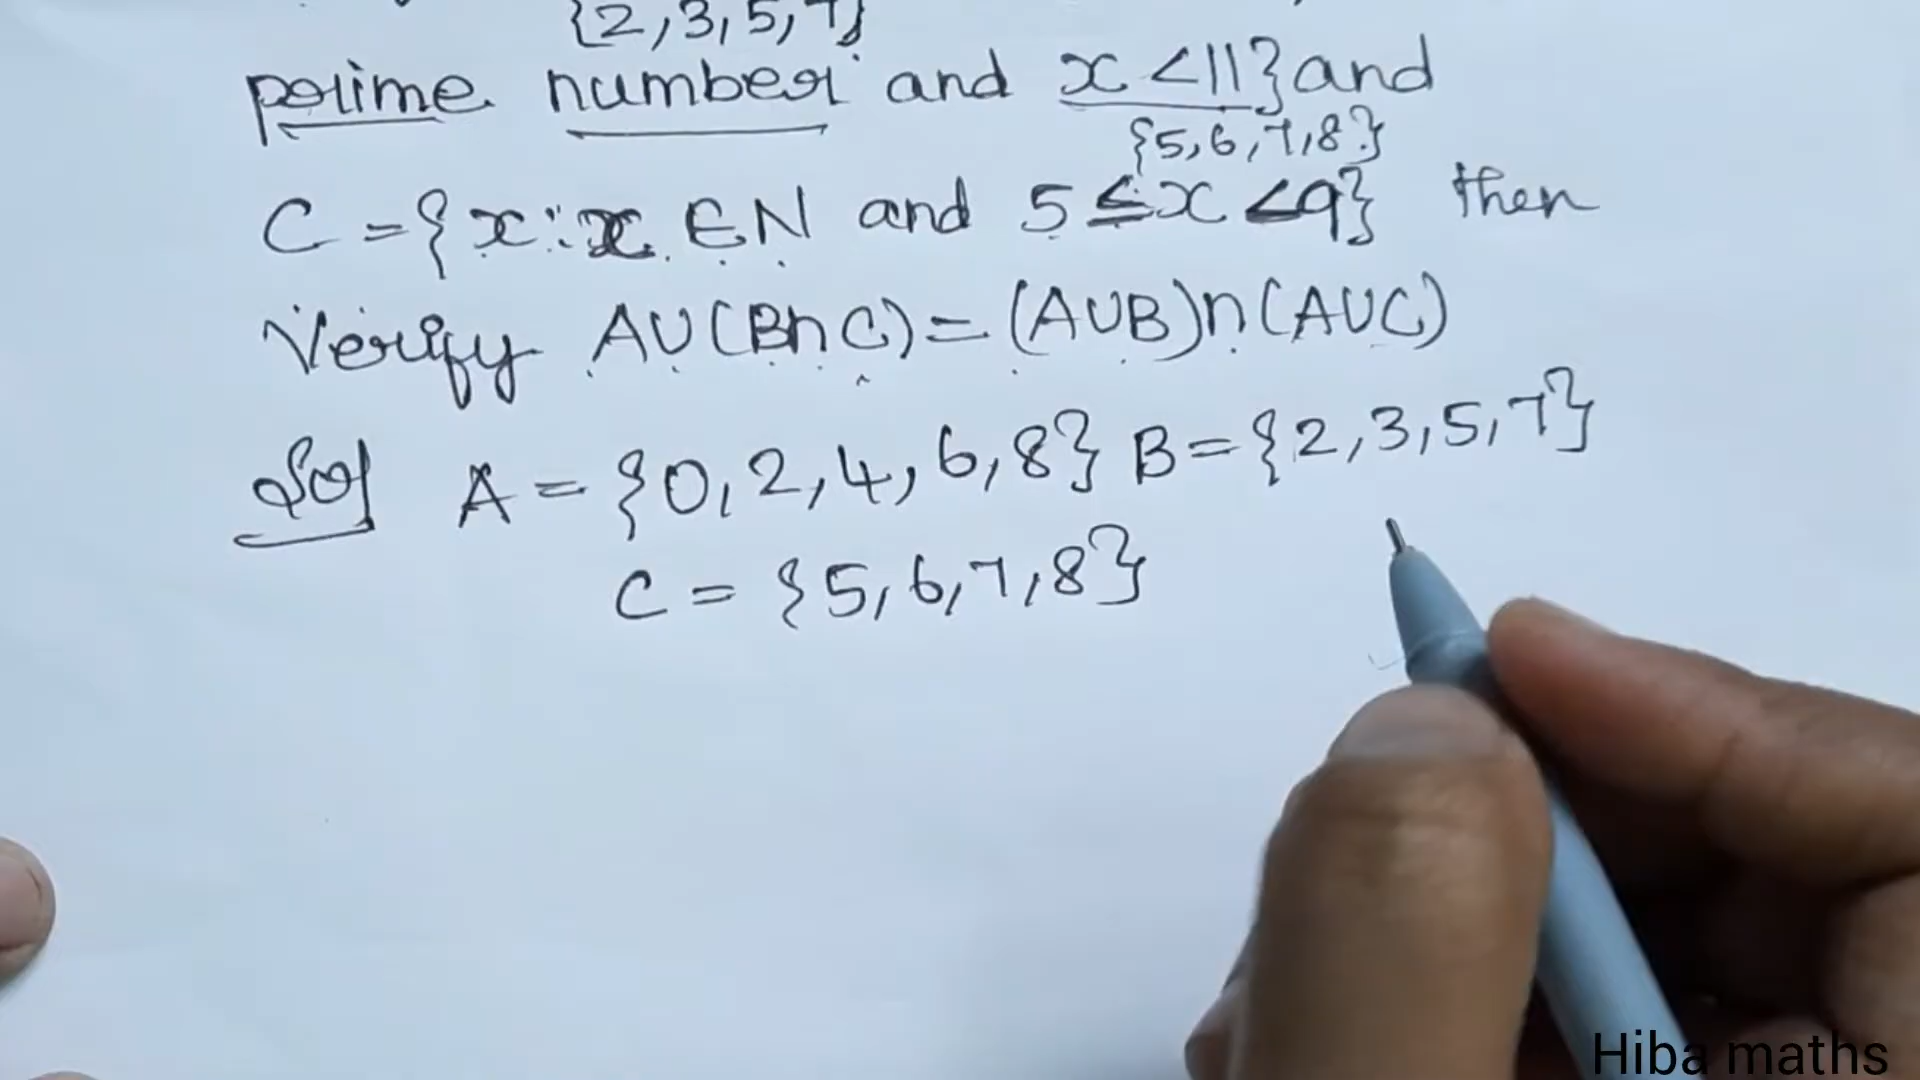 {2,3,5,7}
prime number and x<11} and
{5,6,7,8}
C={x:x ∈N and 5≤x<9} then
Verify A∪(B∩C)=(A∪B)∩(A∪C)
Sol A={0,2,4,6,8} B={2,3,5,7}
C={5,6,7,8}
Hiba maths